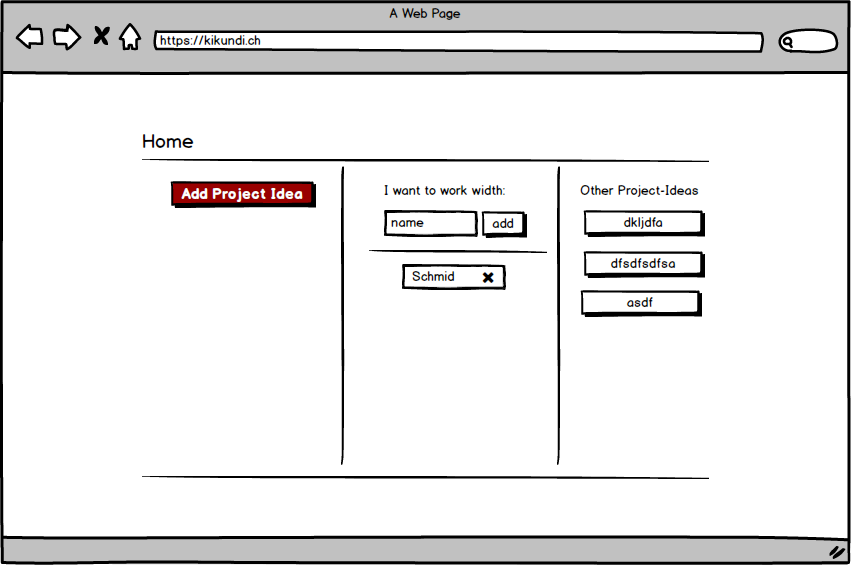 A Web Page
https://kikundi.ch
Home
Add Project Idea
I want to work width:
name
add
Schmid
Other Project-Ideas
dkljdfa
dfsdfsdfsa
asdf